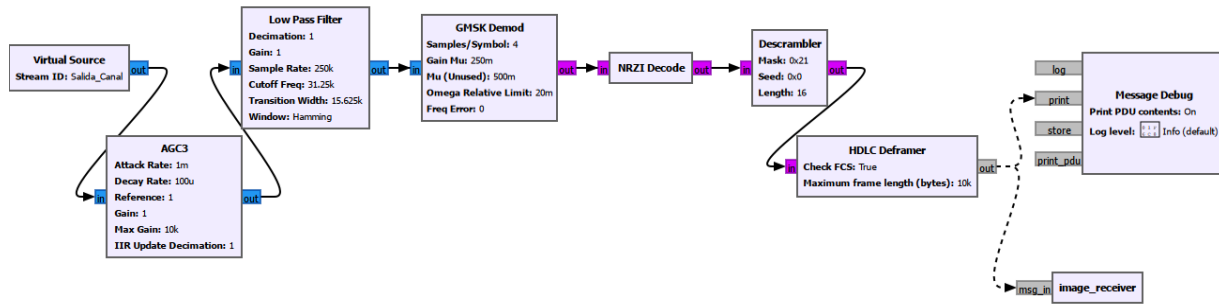 Virtual Source
Stream ID: Salida_Canal
out
AGC3
Attack Rate: 1m
Decay Rate: 100u
Reference: 1
Gain: 1
Max Gain: 10k
IIR Update Decimation: 1
in
out
Low Pass Filter
Decimation: 1
Gain: 1
Sample Rate: 250k
Cutoff Freq: 31.25k
Transition Width: 15.625k
Window: Hamming
in
out
GMSK Demod
Samples/Symbol: 4
Gain Mu: 250m
Mu (Unused): 500m
Omega Relative Limit: 20m
Freq Error: 0
in
out
NRZI Decode
in
out
Descrambler
Mask: 0x21
Seed: 0x0
Length: 16
in
out
HDLC Deframer
Check FCS: True
Maximum frame length (bytes): 10k
in
out
Message Debug
Print PDU contents: On
Log level: Info (default)
log
print
store
print_pdu
msg_in
image_receiver